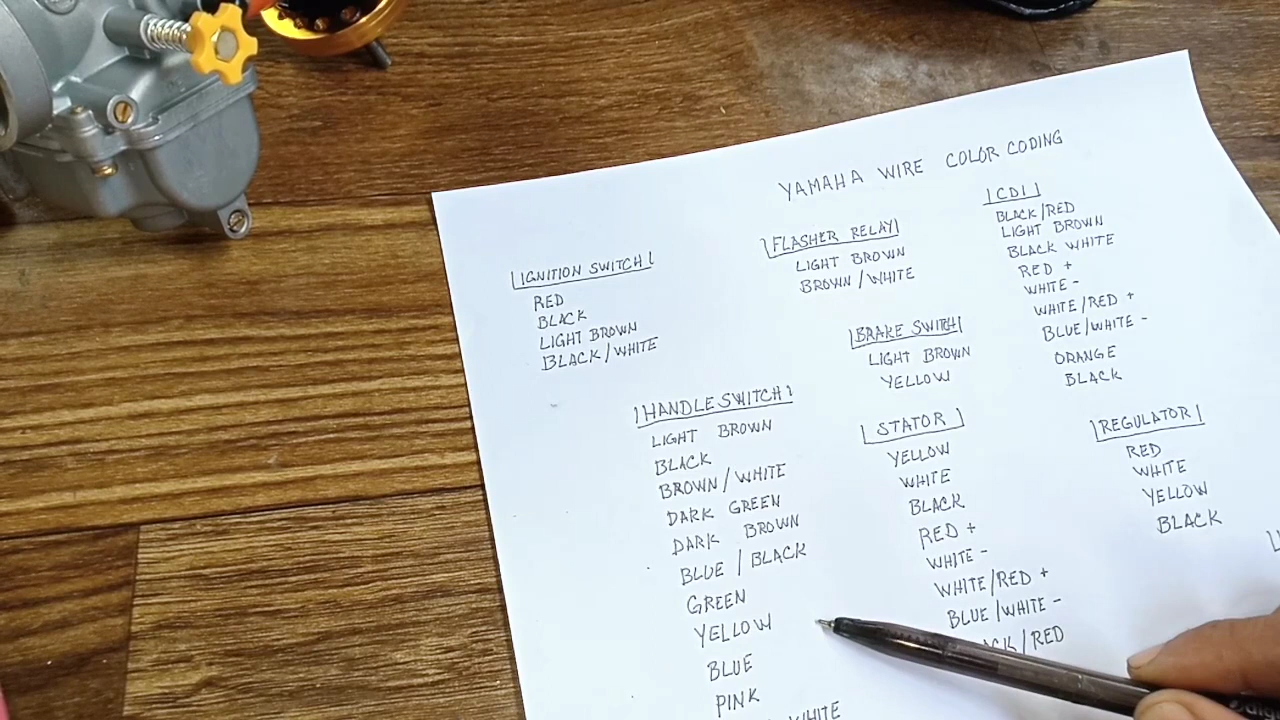 YAMAHA WIRE COLOR CODING
IGNITION SWITCH
RED
BLACK
LIGHT BROWN
BLACK/WHITE
FLASHER RELAY
LIGHT BROWN
BROWN/WHITE
CDI
BLACK/RED
LIGHT BROWN
BLACK WHITE
RED +
WHITE -
WHITE/RED +
BLUE/WHITE -
ORANGE
BLACK
BRAKE SWITCH
LIGHT BROWN
YELLOW
HANDLE SWITCH
LIGHT BROWN
BLACK
BROWN/WHITE
DARK GREEN
DARK BROWN
BLUE/BLACK
GREEN
YELLOW
BLUE
PINK
WHITE
STATOR
YELLOW
WHITE
BLACK
RED +
WHITE -
WHITE/RED +
BLUE/WHITE -
/RED
REGULATOR
RED
WHITE
YELLOW
BLACK